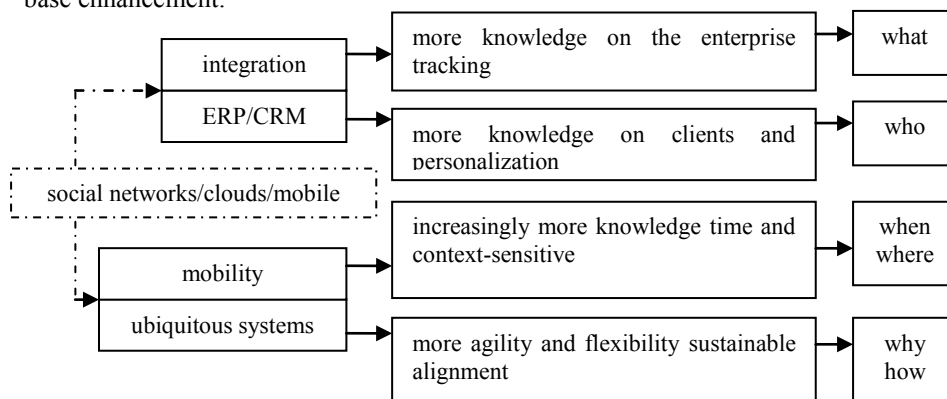 base enhancement.
integration
ERP/CRM
more knowledge on the enterprise
tracking
what
more knowledge on clients and
personalization
who
social networks/clouds/mobile
mobility
ubiquitous systems
increasingly more knowledge time and
context-sensitive
when
where
more agility and flexibility sustainable
alignment
why
how